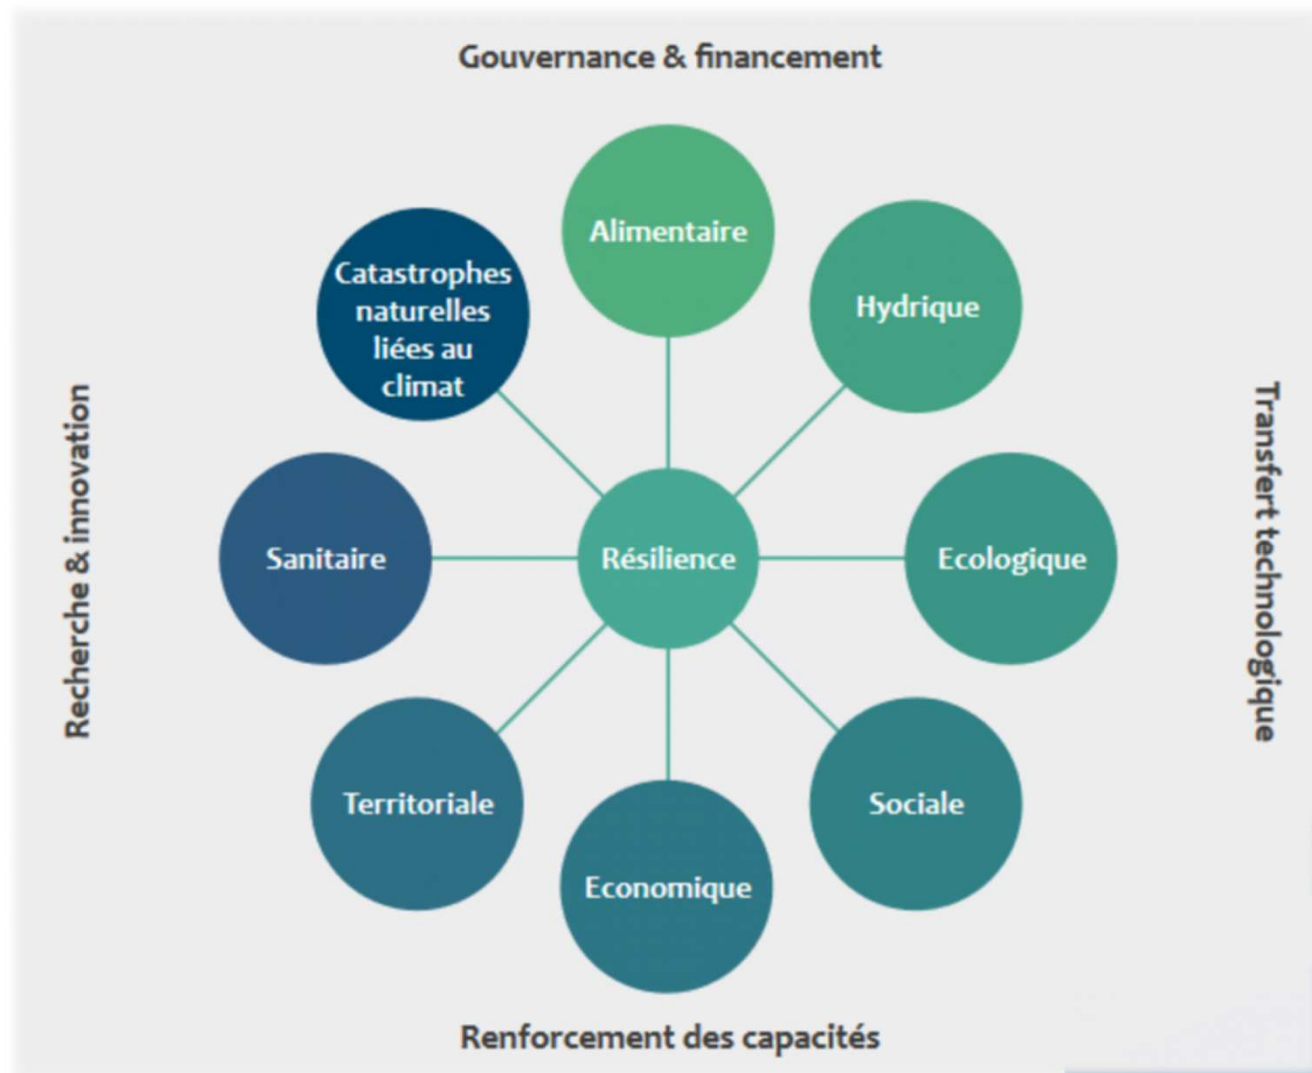 Gouvernance & financement
Alimentaire
Hydrique
Catastrophes
naturelles
liées au
climat
Recherche & innovation
Sanitaire
Résilience
Ecologique
Transfert technologique
Territoriale
Sociale
Economique
Renforcement des capacités